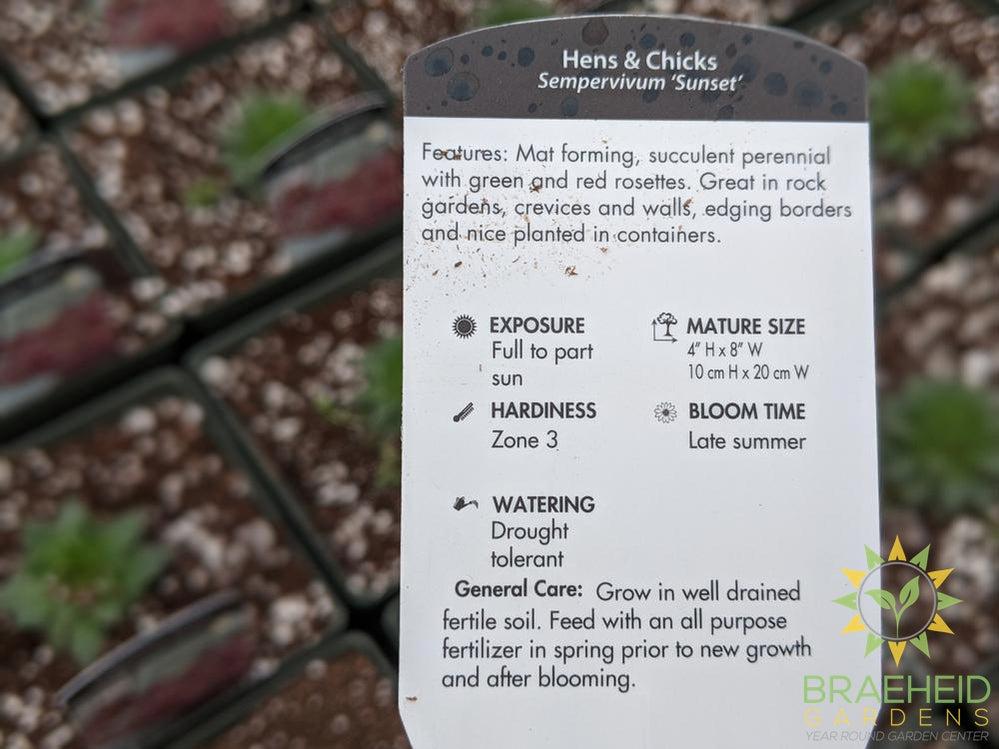 Hens & Chicks
Sempervivum 'Sunset'
Features: Mat forming, succulent perennial
with green and red rosettes. Great in rock
gardens, crevices and walls, edging borders
and nice planted in containers.
EXPOSURE
Full to part
sun
MATURE SIZE
4" H x 8" W
10 cm H x 20 cm W
HARDINESS
Zone 3
BLOOM TIME
Late summer
WATERING
Drought
tolerant
General Care: Grow in well drained
fertile soil. Feed with an all purpose
fertilizer in spring prior to new growth
and after blooming.
BRAEHEID
GARDENS
YEAR ROUND GARDEN CENTER